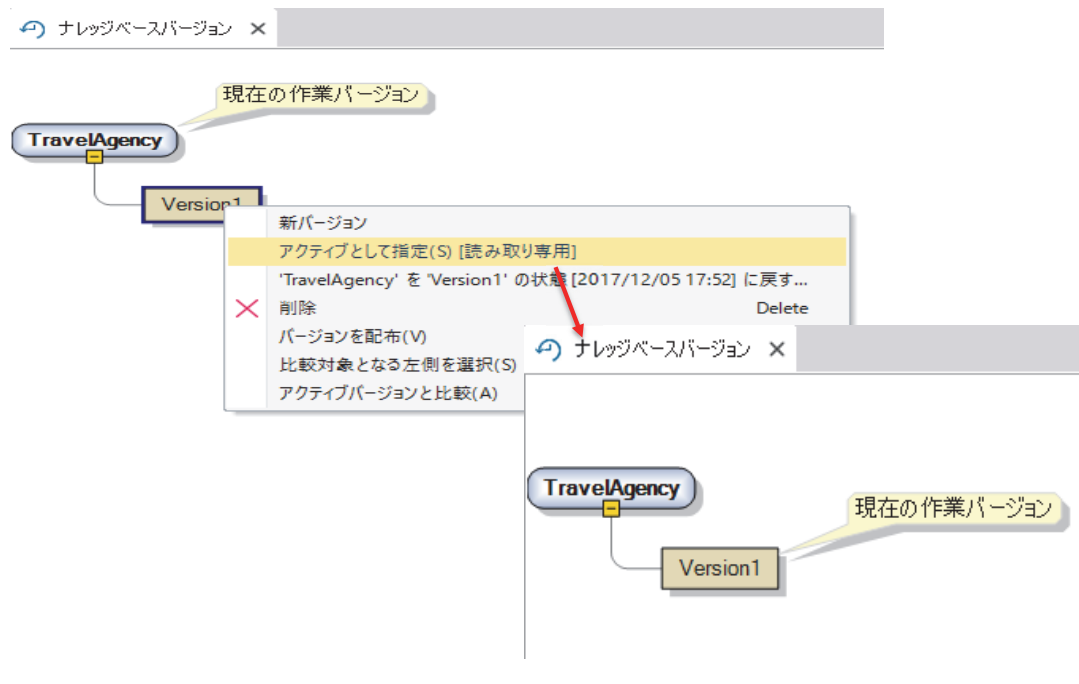 ナレッジベースバージョン
現在の作業バージョン
TravelAgency
Version1
新バージョン
アクティブとして指定(S) [読み取り専用]
'TravelAgency' を 'Version1' の状態 [2017/12/05 17:52] に戻す...
削除 Delete
バージョンを配布(V)
比較対象となる左側を選択(S)
アクティブバージョンと比較(A)
ナレッジベースバージョン
TravelAgency
現在の作業バージョン
Version1